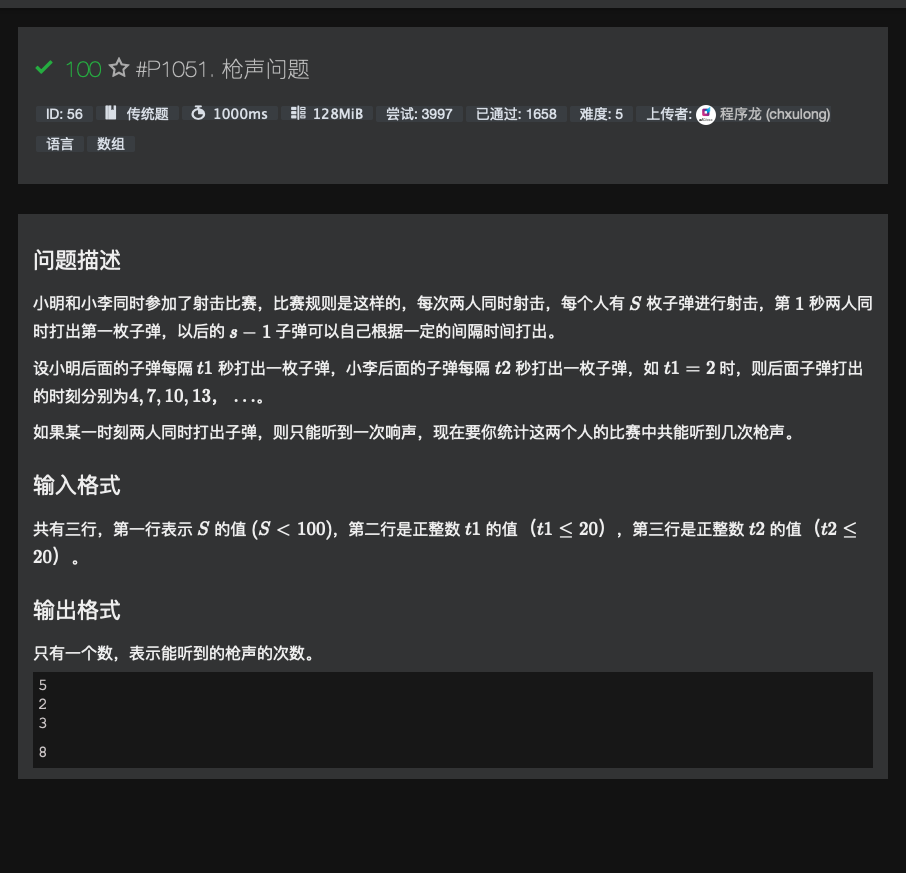 100 #P1051. 枪声问题
ID: 56 传统题 1000ms 128MiB 尝试: 3997 已通过: 1658 难度: 5 上传者: 程序龙 (chxulong)
语言 数组
问题描述
小明和小李同时参加了射击比赛，比赛规则是这样的，每次两人同时射击，每个人有 S 枚子弹进行射击，第 1 秒两人同
时打出第一枚子弹，以后的 s − 1 子弹可以自己根据一定的间隔时间打出。
设小明后面的子弹每隔 t1 秒打出一枚子弹，小李后面的子弹每隔 t2 秒打出一枚子弹，如 t1 = 2 时，则后面子弹打出
的时刻分别为4, 7, 10, 13， …。
如果某一时刻两人同时打出子弹，则只能听到一次响声，现在要你统计这两个人的比赛中共能听到几次枪声。
输入格式
共有三行，第一行表示 S 的值 (S < 100)，第二行是正整数 t1 的值（t1 ≤ 20），第三行是正整数 t2 的值（t2 ≤
20）。
输出格式
只有一个数，表示能听到的枪声的次数。
5
2
3
8